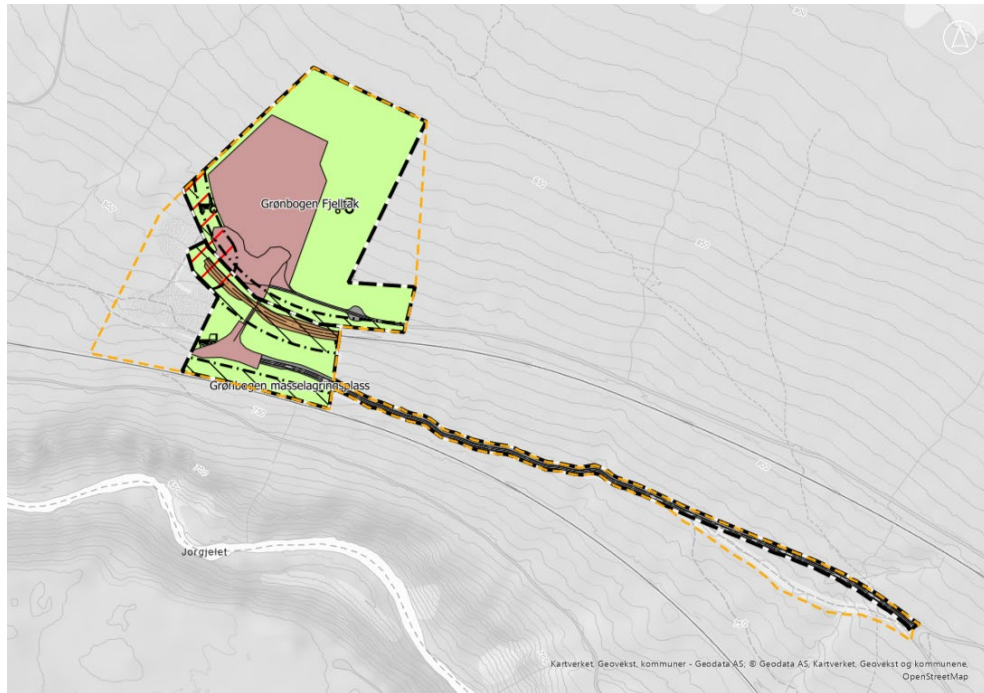 Grønbogen Fjelltak
Grønbogen masselagringsplass
Jorgjelet
Kartverket, Geovekst, kommuner - Geodata AS; © Geodata AS, Kartverket, Geovekst og kommunene,
OpenStreetMap